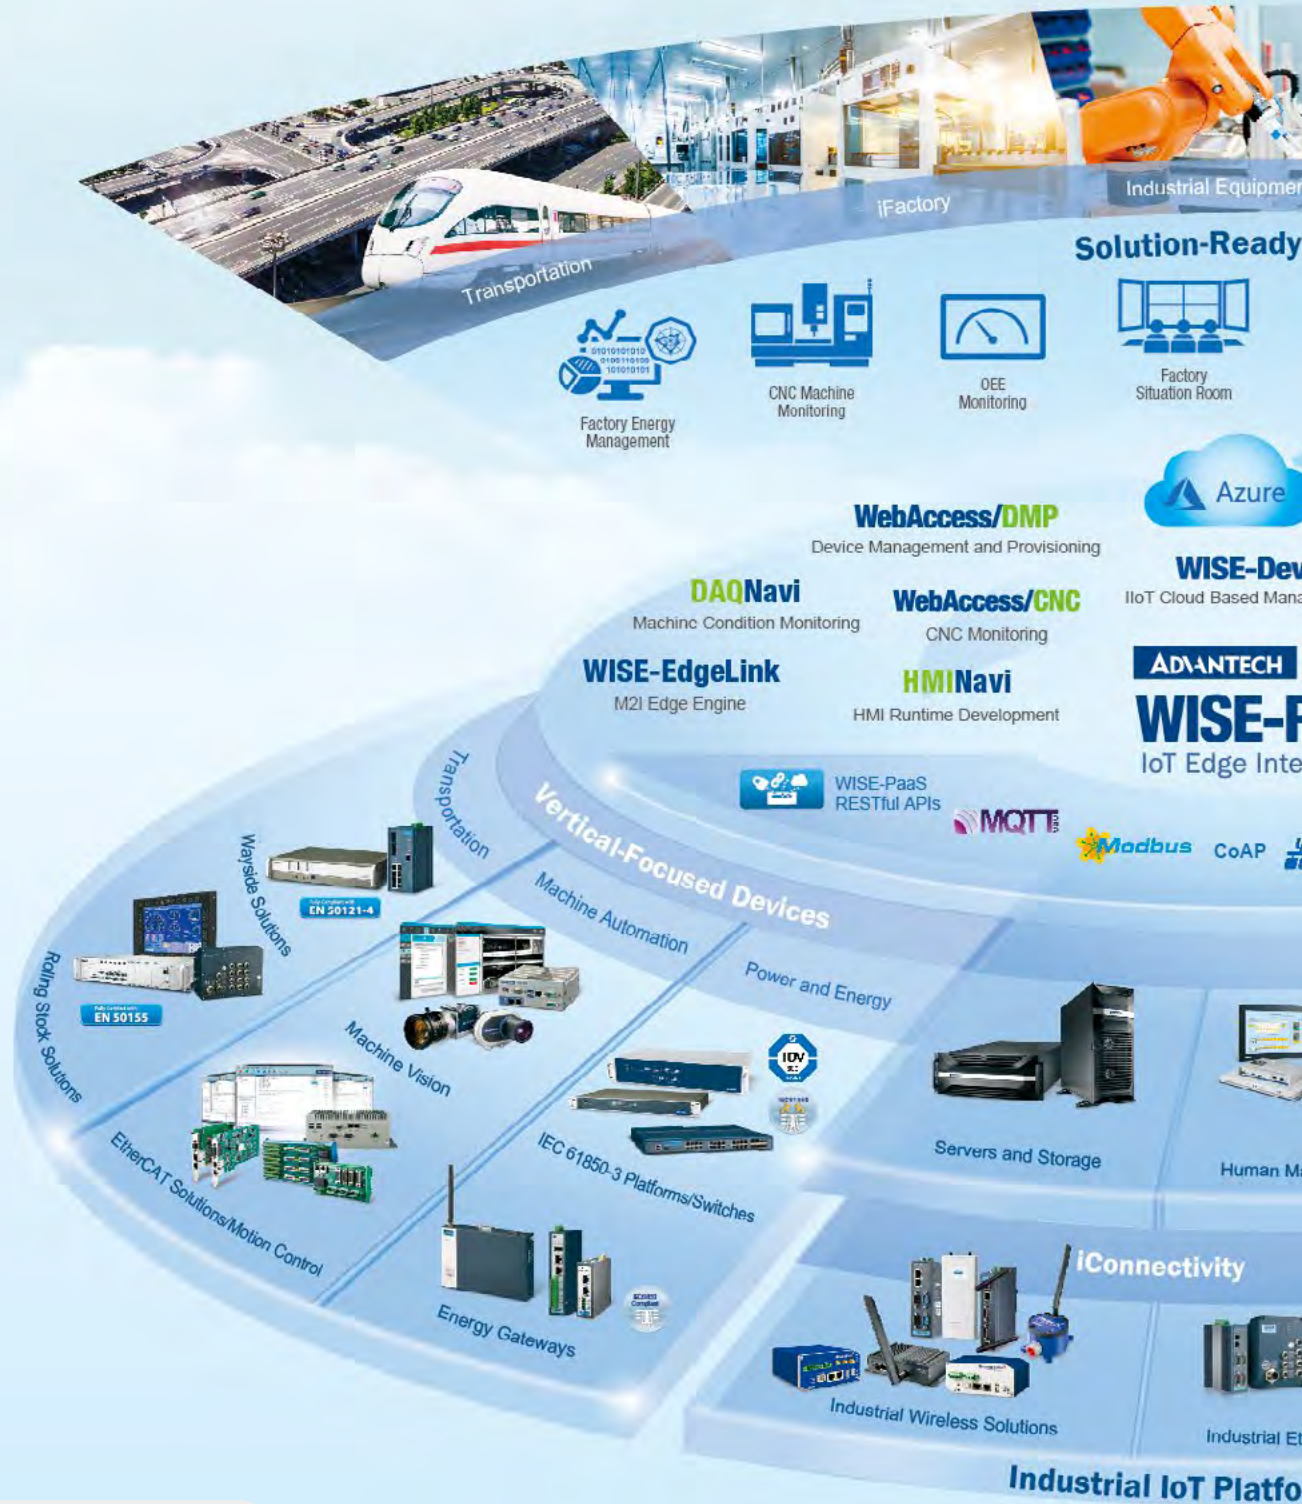 iFactory
Industrial Equipmen
Transportation
Solution-Ready
01010101010
0100110100
101010101
Factory Energy
Management
CNC Machine
Monitoring
OEE
Monitoring
Factory
Situation Room
Azure
WebAccess/DMP
Device Management and Provisioning
WISE-Dev
IIoT Cloud Based Mana
DAQNavi
Machine Condition Monitoring
WebAccess/CNC
CNC Monitoring
WISE-EdgeLink
M2I Edge Engine
HMINavi
HMI Runtime Development
ADVANTECH
WISE-P
IoT Edge Inte
WISE-PaaS
RESTful APIs
MQTT
Modbus
CoAP
Vertical-Focused Devices
Transportation
Machine Automation
Power and Energy
Wayside Solutions
EN 50121-4
Rolling Stock Solutions
EN 50155
Machine Vision
EtherCAT Solutions/Motion Control
IEC 61850-3 Platforms/Switches
Energy Gateways
Servers and Storage
Human Ma
iConnectivity
Industrial Wireless Solutions
Industrial Et
Industrial IoT Platfo